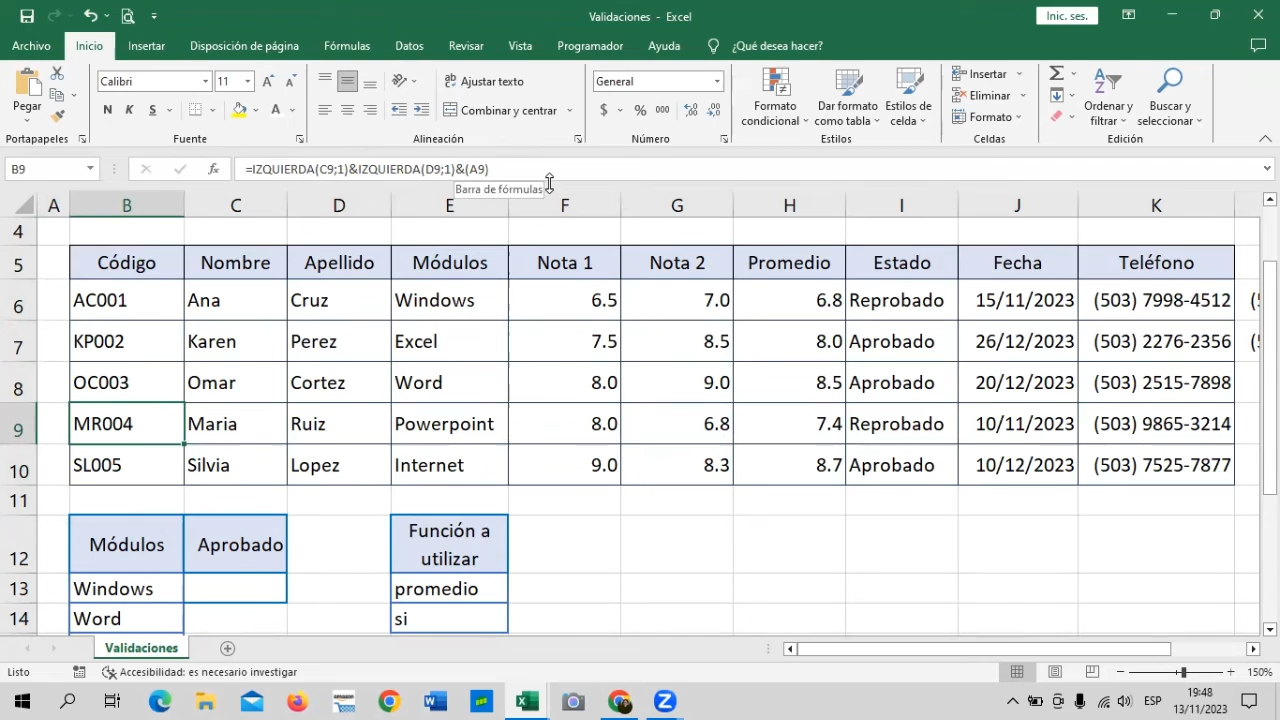 Validaciones - Excel
Inic. ses.
Archivo Inicio Insertar Disposición de página Fórmulas Datos Revisar Vista Programador Ayuda ¿Qué desea hacer?
Pegar
Calibri 11
N K S
Ajustar texto
Combinar y centrar
General
$ % 000
Formato condicional
Dar formato como tabla
Estilos de celda
Insertar
Eliminar
Formato
Ordenar y filtrar
Buscar y seleccionar
Portapapeles Fuente Alineación Número Estilos Celdas Edición
B9 fx =IZQUIERDA(C9;1)&IZQUIERDA(D9;1)&(A9)
Barra de fórmulas
A B C D E F G H I J K
4
5 Código Nombre Apellido Módulos Nota 1 Nota 2 Promedio Estado Fecha Teléfono
6 AC001 Ana Cruz Windows 6.5 7.0 6.8 Reprobado 15/11/2023 (503) 7998-4512
7 KP002 Karen Perez Excel 7.5 8.5 8.0 Aprobado 26/12/2023 (503) 2276-2356
8 OC003 Omar Cortez Word 8.0 9.0 8.5 Aprobado 20/12/2023 (503) 2515-7898
9 MR004 Maria Ruiz Powerpoint 8.0 6.8 7.4 Reprobado 10/11/2023 (503) 9865-3214
10 SL005 Silvia Lopez Internet 9.0 8.3 8.7 Aprobado 10/12/2023 (503) 7525-7877
11
12 Módulos Aprobado Función a utilizar
13 Windows promedio
14 Word si
Validaciones
Listo Accesibilidad: es necesario investigar 150%
ESP
19:48
13/11/2023